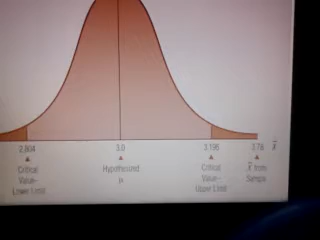 2.804 3.0 3.196 3.78 X̄
Critical Hypothesized Critical X̄ from
Value- μ Value- Sample
Lower Limit Upper Limit